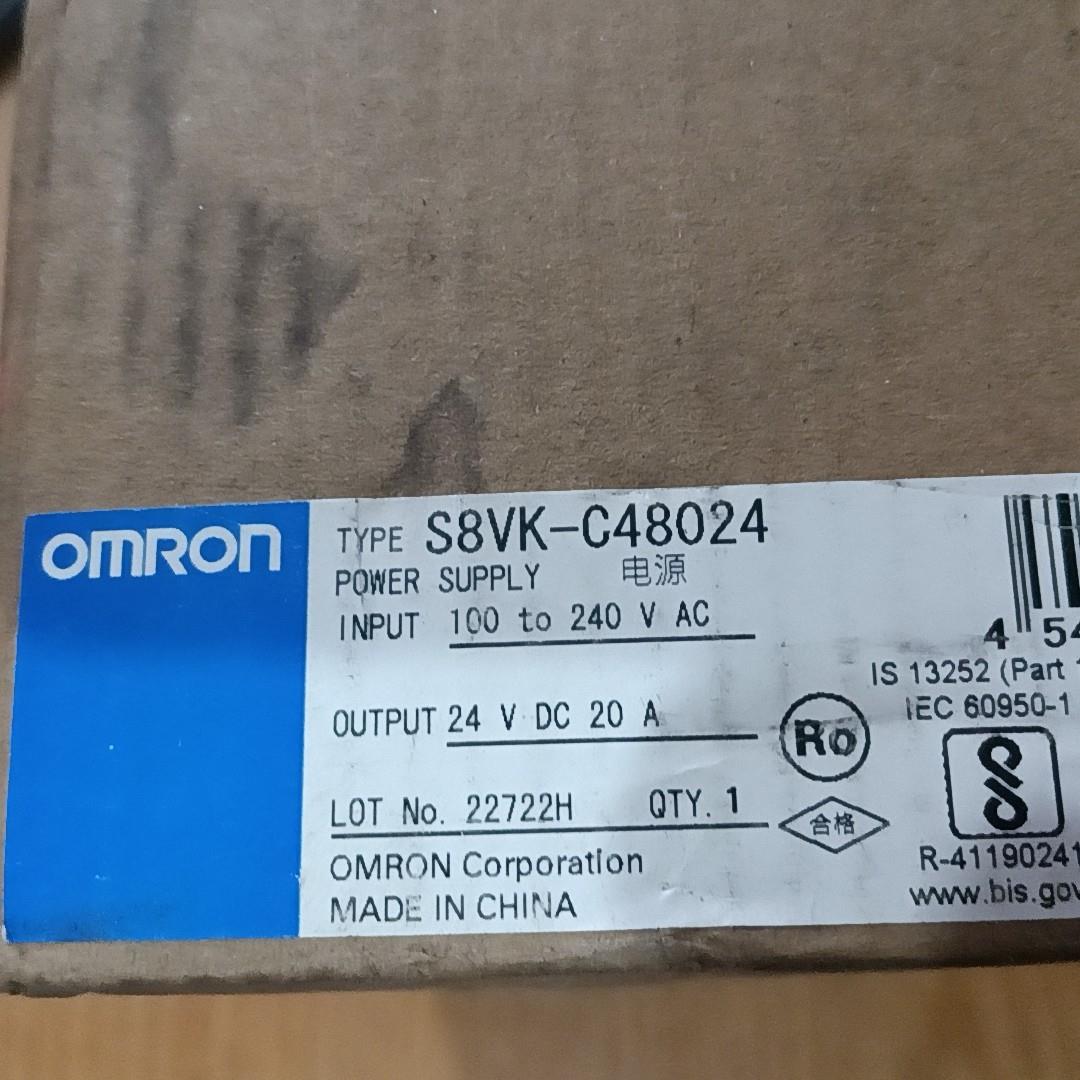 OMRON
TYPE S8VK-C48024
POWER SUPPLY 电源
INPUT 100 to 240 V AC
OUTPUT 24 V DC 20 A
LOT No. 22722H QTY. 1
OMRON Corporation
MADE IN CHINA
4 54
IS 13252 (Part 1
IEC 60950-1
Ro
合格
R-41190241
www.bis.gov